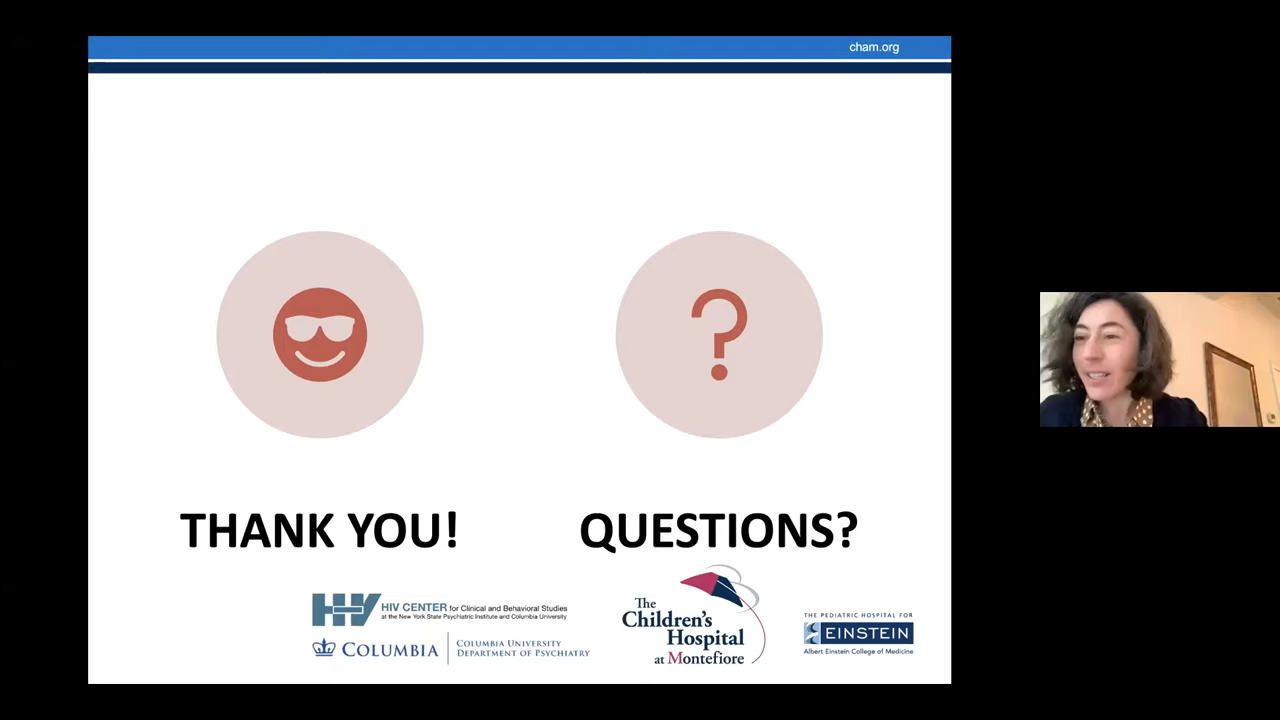 cham.org
?
THANK YOU!
QUESTIONS?
HIV CENTER for Clinical and Behavioral Studies
at the New York State Psychiatric Institute and Columbia University
COLUMBIA
COLUMBIA UNIVERSITY
DEPARTMENT OF PSYCHIATRY
The
Children's
Hospital
at Montefiore
THE PEDIATRIC HOSPITAL FOR
EINSTEIN
Albert Einstein College of Medicine